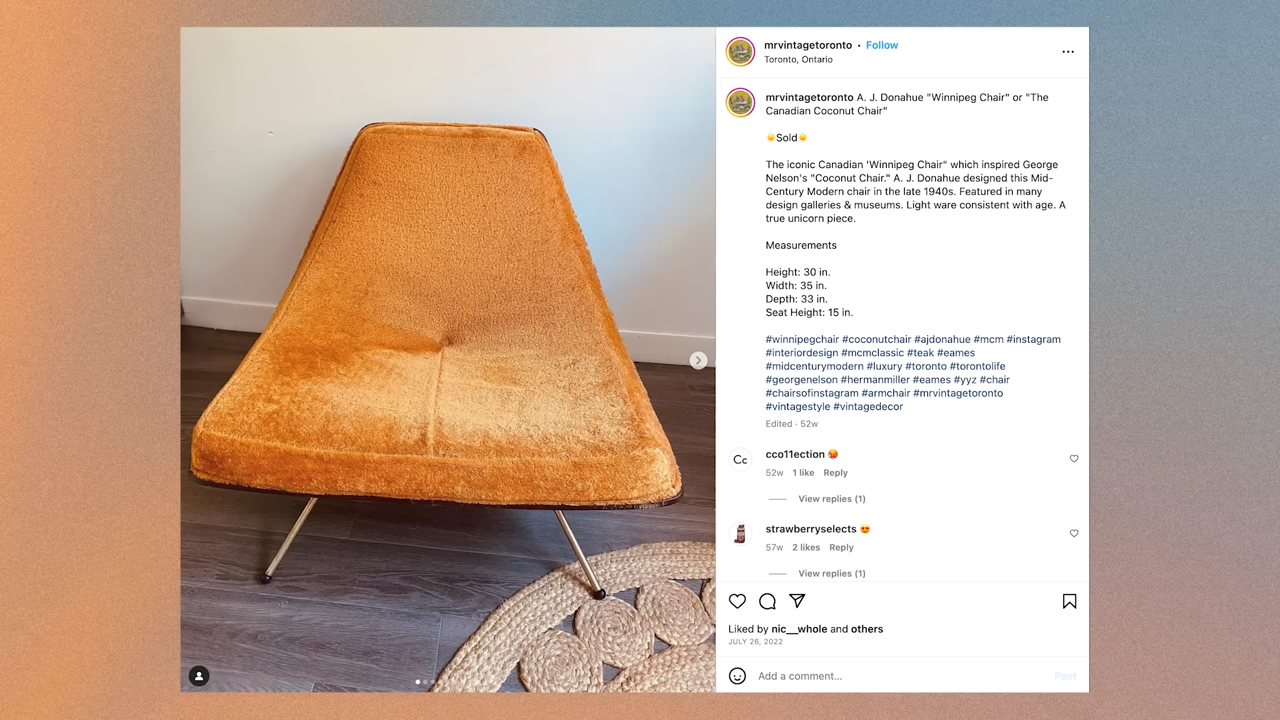 mrvintagetoronto • Follow
Toronto, Ontario
mrvintagetoronto A. J. Donahue "Winnipeg Chair" or "The
Canadian Coconut Chair"
☀️Sold☀️
The iconic Canadian 'Winnipeg Chair" which inspired George
Nelson's "Coconut Chair." A. J. Donahue designed this Mid-
Century Modern chair in the late 1940s. Featured in many
design galleries & museums. Light ware consistent with age. A
true unicorn piece.
Measurements
Height: 30 in.
Width: 35 in.
Depth: 33 in.
Seat Height: 15 in.
#winnipegchair #coconutchair #ajdonahue #mcm #instagram
#interiordesign #mcmclassic #teak #eames
#midcenturymodern #luxury #toronto #torontolife
#georgenelson #hermanmiller #eames #yyz #chair
#chairsofinstagram #armchair #mrvintagetoronto
#vintagestyle #vintagedecor
Edited · 52w
Cc
cco11ection 🥵
52w 1 like Reply
View replies (1)
strawberryselects 😍
57w 2 likes Reply
View replies (1)
Liked by nic__whole and others
JULY 26, 2022
Add a comment...
Post